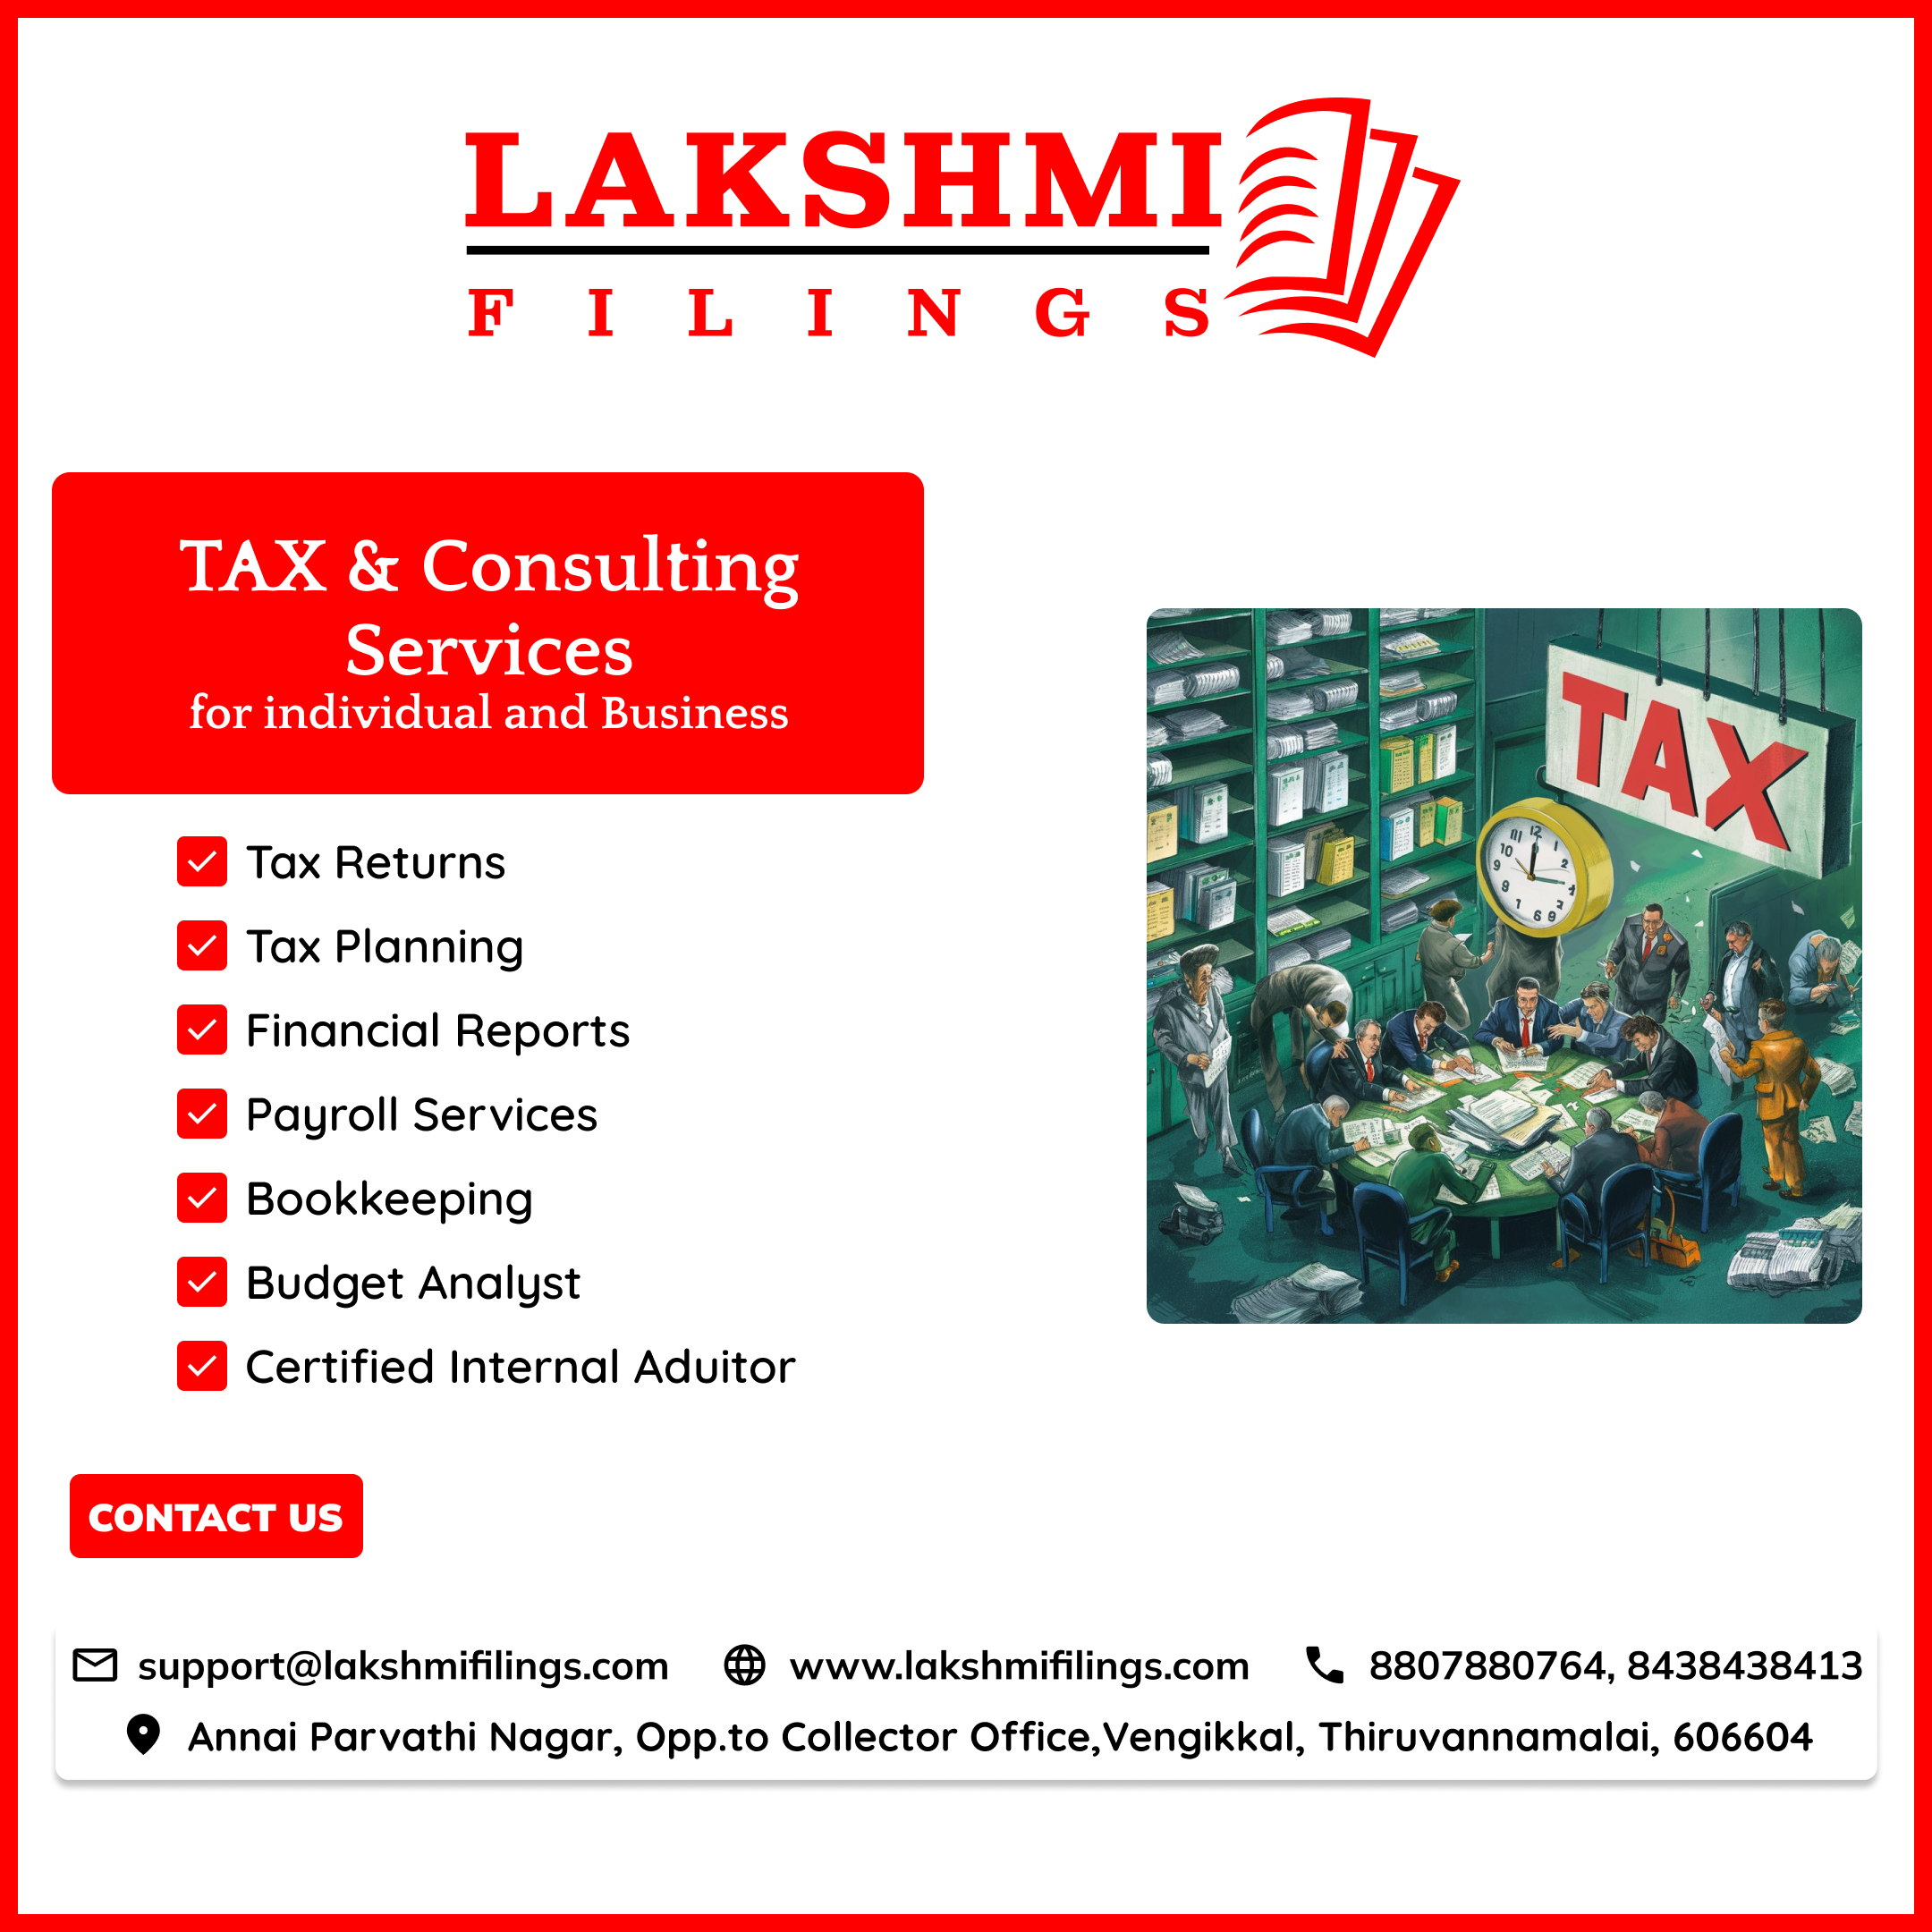 LAKSHMI
FILINGS
TAX & Consulting
Services
for individual and Business
Tax Returns
Tax Planning
Financial Reports
Payroll Services
Bookkeeping
Budget Analyst
Certified Internal Aduitor
TAX
CONTACT US
support@lakshmifilings.com www.lakshmifilings.com 8807880764, 8438438413
Annai Parvathi Nagar, Opp.to Collector Office,Vengikkal, Thiruvannamalai, 606604